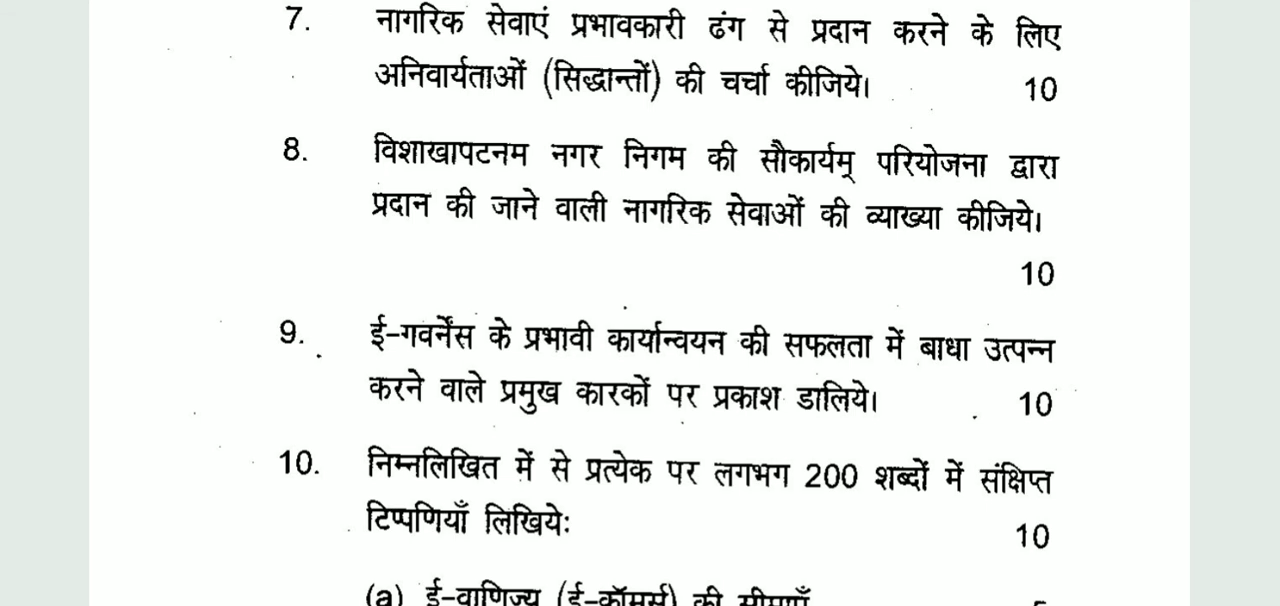 7. नागरिक सेवाएं प्रभावकारी ढंग से प्रदान करने के लिए
अनिवार्यताओं (सिद्धान्तों) की चर्चा कीजिये। 10
8. विशाखापटनम नगर निगम की सौकार्यम् परियोजना द्वारा
प्रदान की जाने वाली नागरिक सेवाओं की व्याख्या कीजिये।
10
9. ई-गवर्नेंस के प्रभावी कार्यान्वयन की सफलता में बाधा उत्पन्न
करने वाले प्रमुख कारकों पर प्रकाश डालिये। 10
10. निम्नलिखित में से प्रत्येक पर लगभग 200 शब्दों में संक्षिप्त
टिप्पणियाँ लिखिये: 10
(a) ई-वाणिज्य (ई-कॉमर्स) की सीमाएँ 5